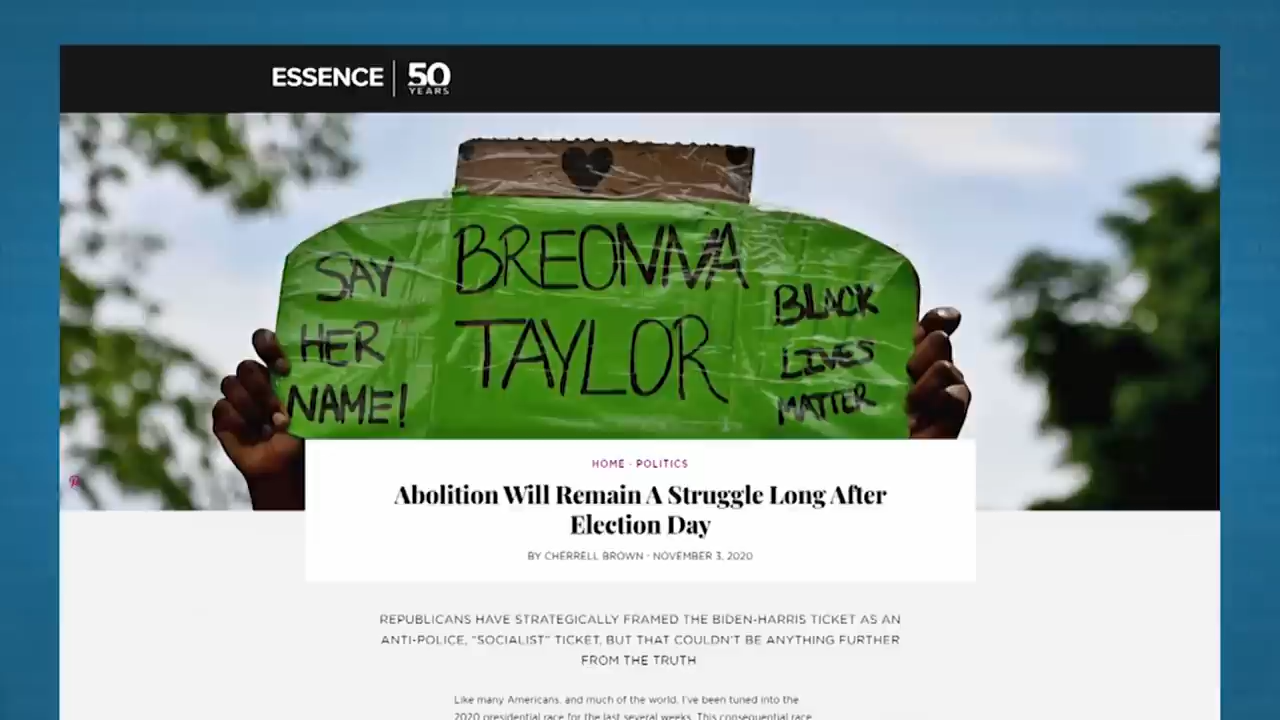 ESSENCE 50
YEARS
SAY
HER
NAME!
BREONNA
TAYLOR
BLACK
LIVES
MATTER
HOME · POLITICS
Abolition Will Remain A Struggle Long After
Election Day
BY CHERRELL BROWN · NOVEMBER 3, 2020
REPUBLICANS HAVE STRATEGICALLY FRAMED THE BIDEN-HARRIS TICKET AS AN
ANTI-POLICE, “SOCIALIST” TICKET, BUT THAT COULDN’T BE ANYTHING FURTHER
FROM THE TRUTH
Like many Americans, and much of the world, I’ve been tuned into the
2020 presidential race for the last several weeks. This consequential race